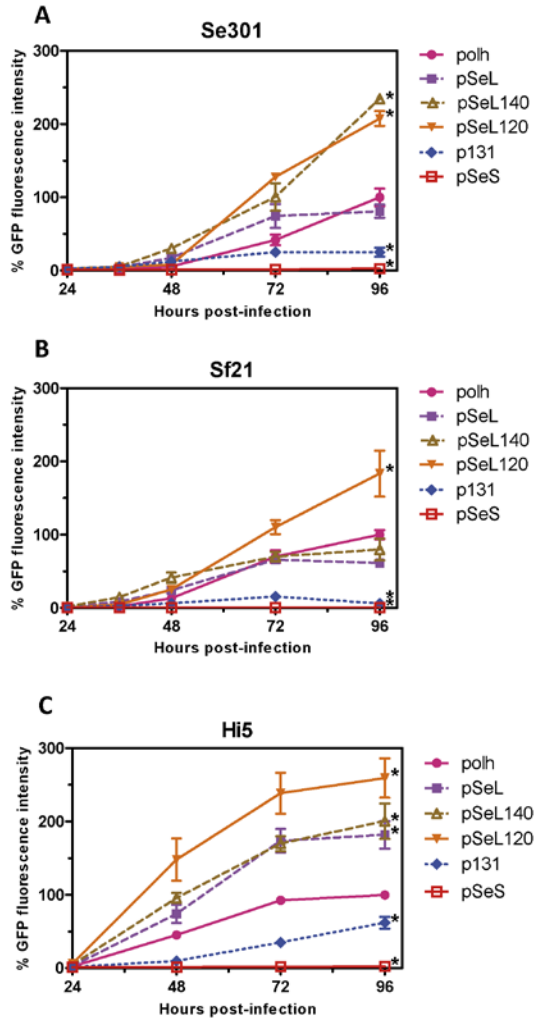 A
Se301
% GFP fluorescence intensity
300
200
100
0
24
48
72
96
Hours post-infection
*
*
*
*
polh
pSeL
pSeL140
pSeL120
p131
pSeS
B
Sf21
% GFP fluorescence intensity
300
200
100
0
24
48
72
96
Hours post-infection
*
*
*
polh
pSeL
pSeL140
pSeL120
p131
pSeS
C
Hi5
% GFP fluorescence intensity
300
200
100
0
24
48
72
96
Hours post-infection
*
*
*
*
*
polh
pSeL
pSeL140
pSeL120
p131
pSeS